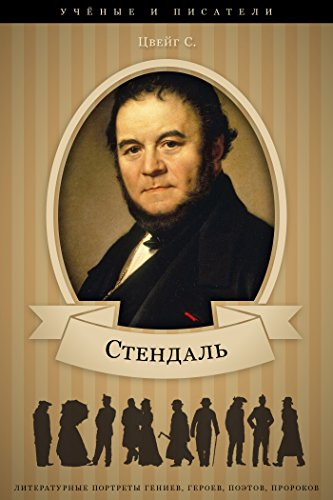 УЧЁНЫЕ И ПИСАТЕЛИ
Цвейг С.
Стендаль
ЛИТЕРАТУРНЫЕ ПОРТРЕТЫ ГЕНИЕВ, ГЕРОЕВ, ПОЭТОВ, ПРОРОКОВ